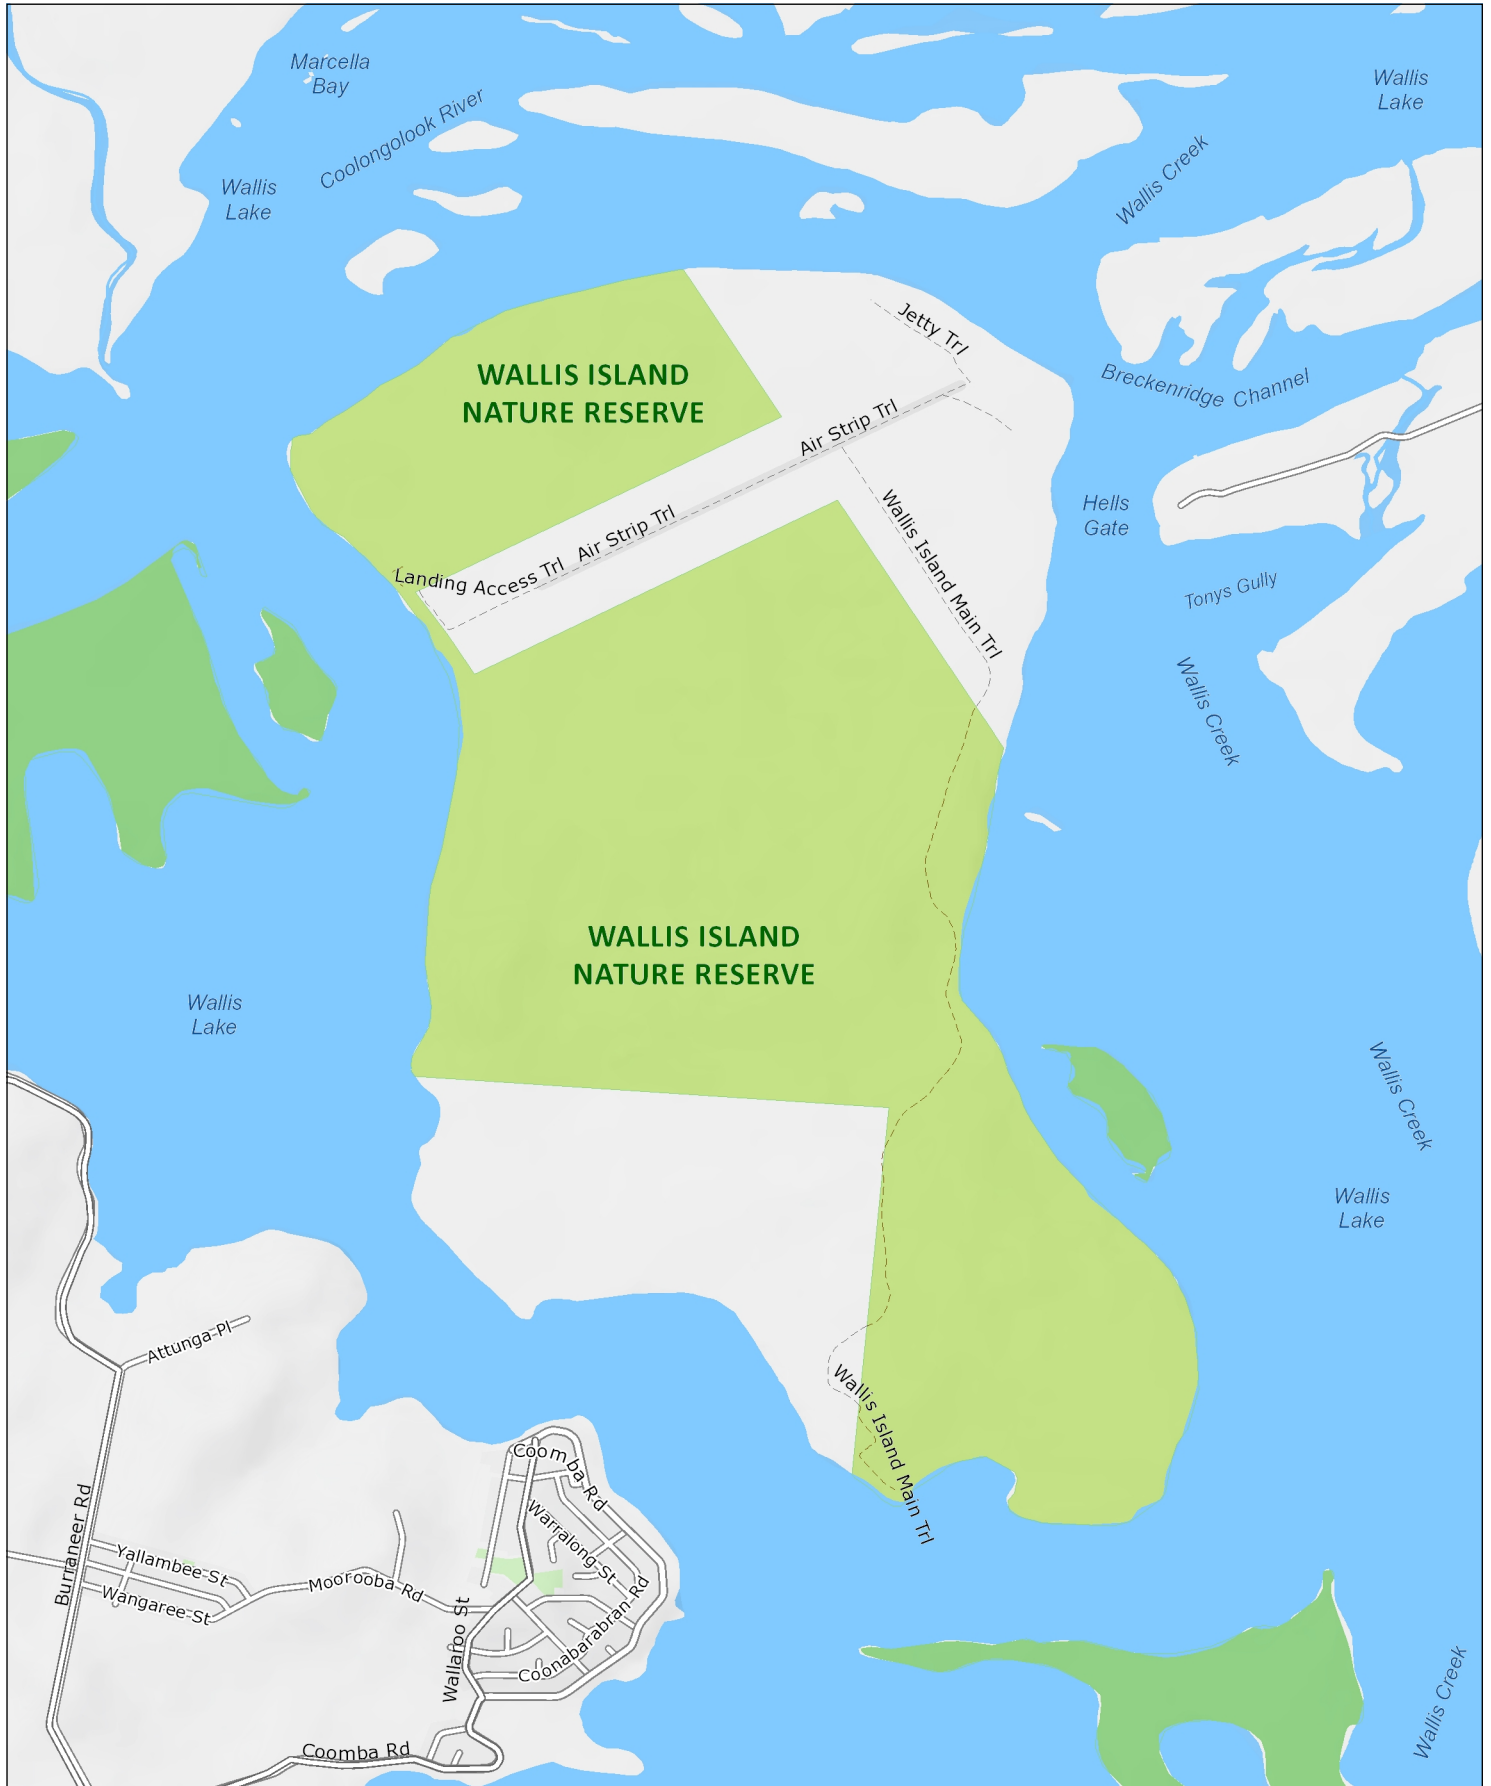 Marcella
Bay
Coolongolook River
Wallis
Lake
Wallis
Lake
Wallis Creek
Jetty Trl
Breckenridge Channel
WALLIS ISLAND
NATURE RESERVE
Air Strip Trl
Hells
Gate
Wallis Island Main Trl
Air Strip Trl
Landing Access Trl
Tonys Gully
Wallis Creek
WALLIS ISLAND
NATURE RESERVE
Wallis
Lake
Wallis Creek
Wallis
Lake
Attunga Pl
Wallis Island Main Trl
Coomba Rd
Burraneer Rd
Warralong St
Yallambee St
Moorooba Rd
Wangaree St
Wallaroo St
Coonabarabran Rd
Wallis Creek
Coomba Rd